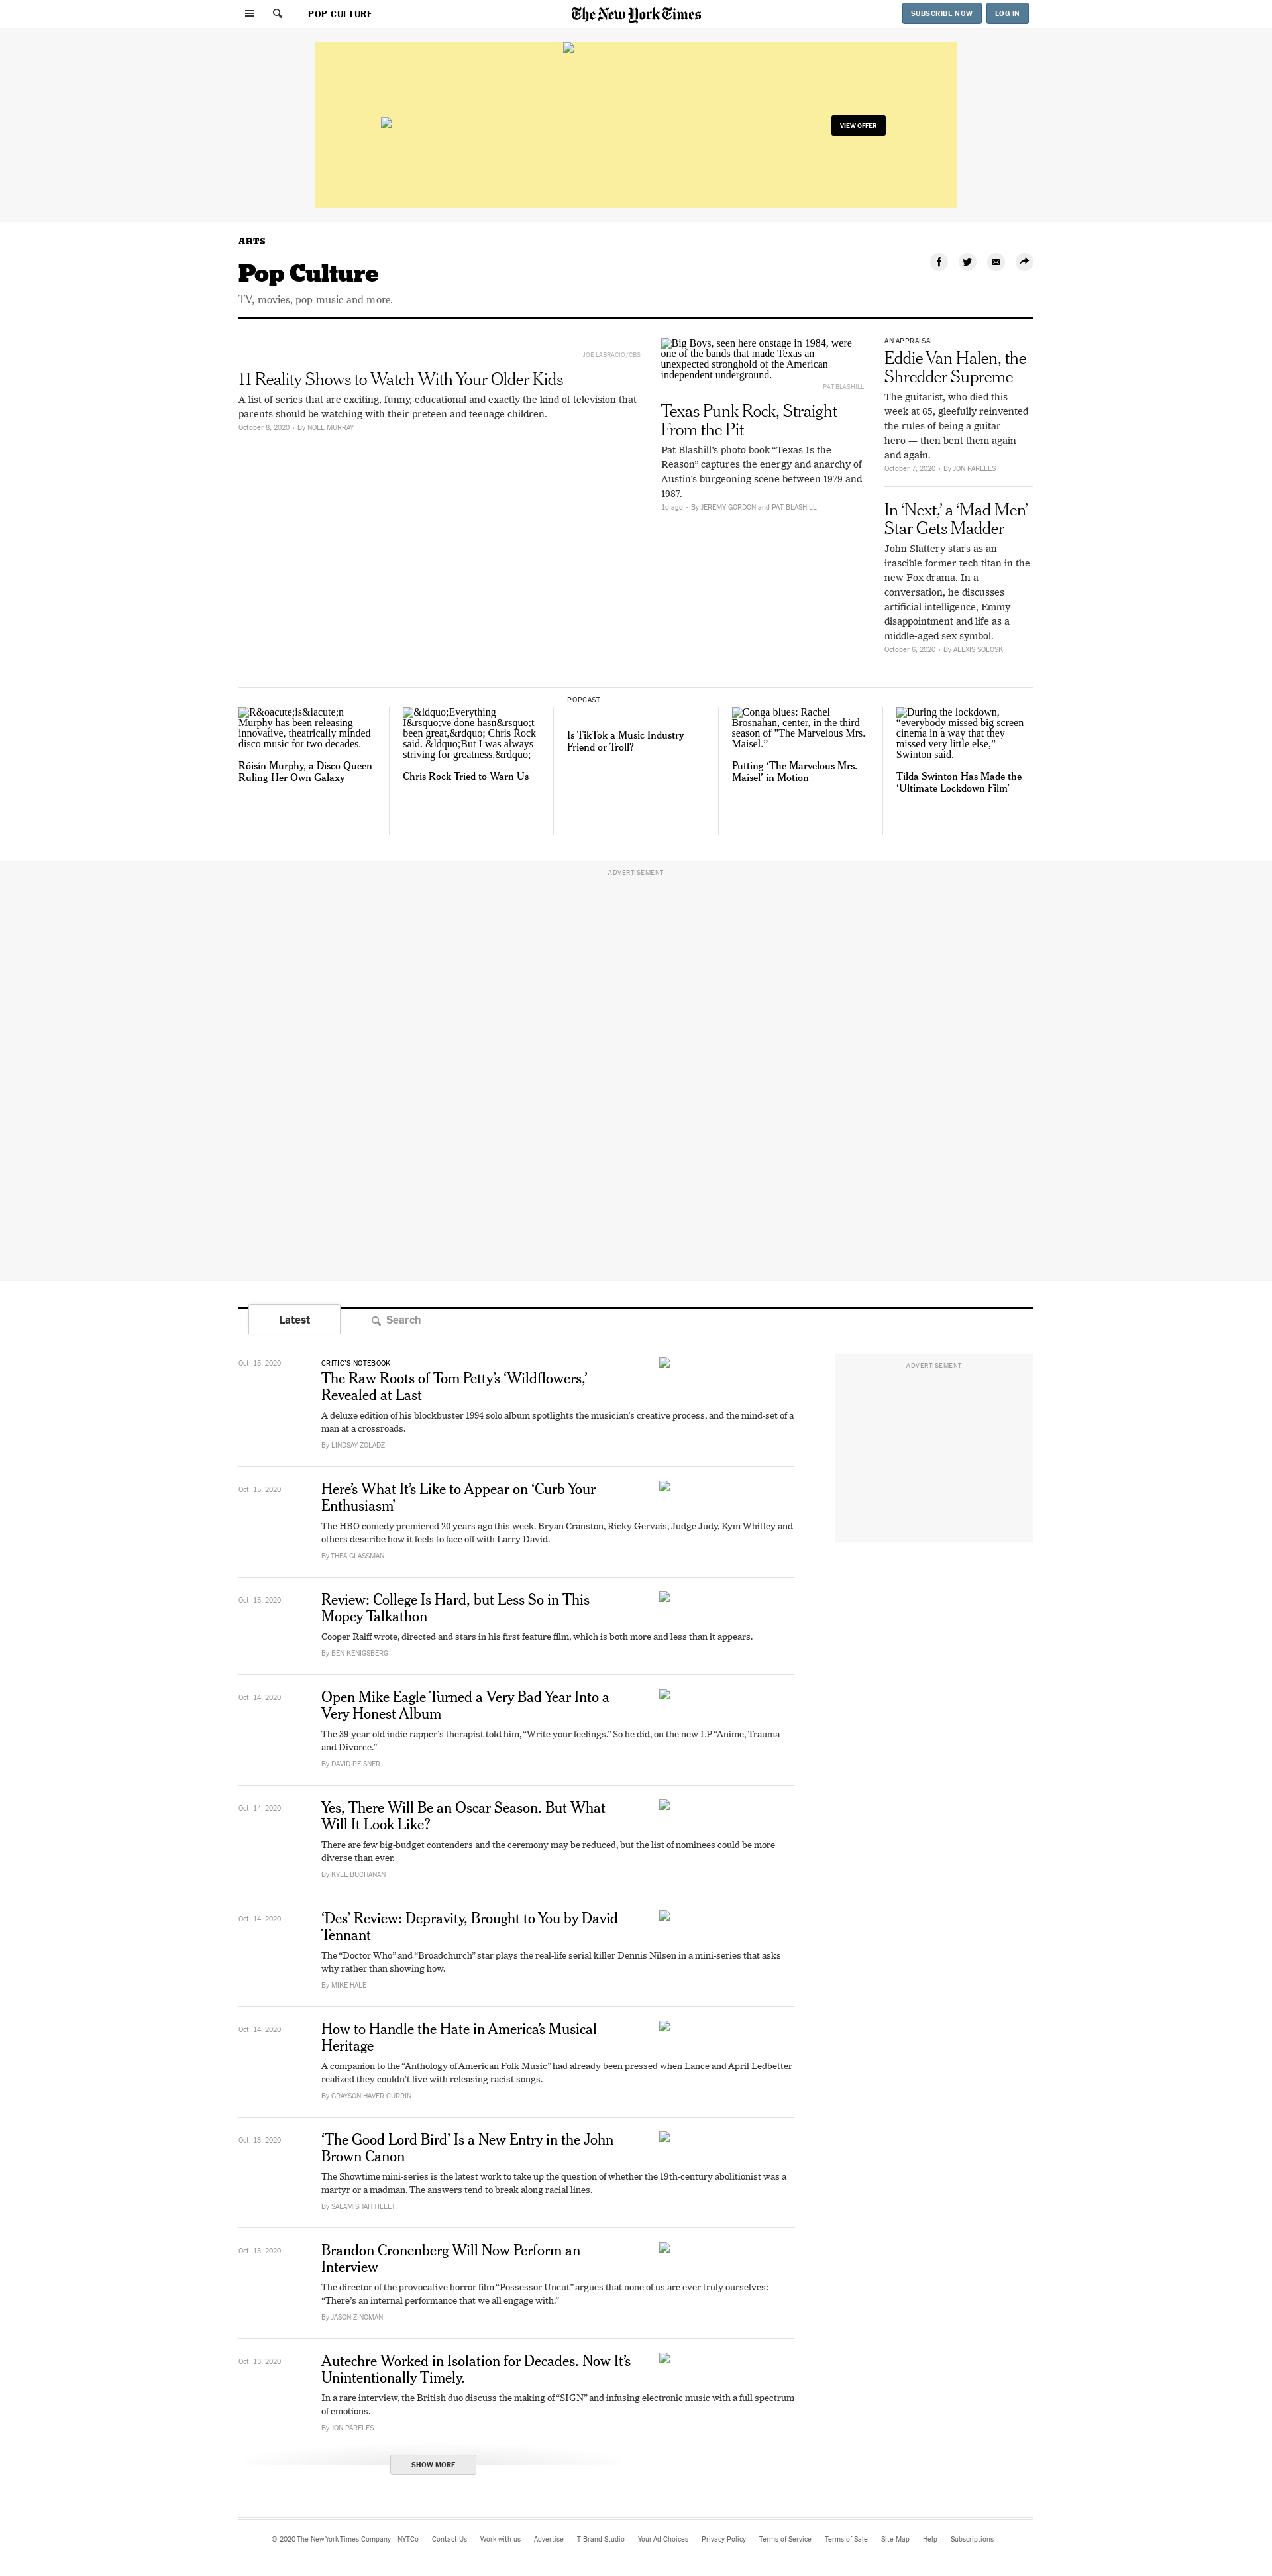 POP CULTURE
The New York Times
SUBSCRIBE NOW
LOG IN
VIEW OFFER
ARTS
Pop Culture
TV, movies, pop music and more.
JOE LABRACIO/CBS
11 Reality Shows to Watch With Your Older Kids
A list of series that are exciting, funny, educational and exactly the kind of television that
parents should be watching with their preteen and teenage children.
October 8, 2020 • By NOEL MURRAY
Big Boys, seen here onstage in 1984, were
one of the bands that made Texas an
unexpected stronghold of the American
independent underground.
PAT BLASHILL
Texas Punk Rock, Straight
From the Pit
Pat Blashill’s photo book “Texas Is the
Reason” captures the energy and anarchy of
Austin’s burgeoning scene between 1979 and
1987.
1d ago • By JEREMY GORDON and PAT BLASHILL
AN APPRAISAL
Eddie Van Halen, the
Shredder Supreme
The guitarist, who died this
week at 65, gleefully reinvented
the rules of being a guitar
hero — then bent them again
and again.
October 7, 2020 • By JON PARELES
In ‘Next,’ a ‘Mad Men’
Star Gets Madder
John Slattery stars as an
irascible former tech titan in the
new Fox drama. In a
conversation, he discusses
artificial intelligence, Emmy
disappointment and life as a
middle-aged sex symbol.
October 6, 2020 • By ALEXIS SOLOSKI
R&oacute;is&iacute;n
Murphy has been releasing
innovative, theatrically minded
disco music for two decades.
Róisín Murphy, a Disco Queen
Ruling Her Own Galaxy
&ldquo;Everything
I&rsquo;ve done hasn&rsquo;t
been great,&rdquo; Chris Rock
said. &ldquo;But I was always
striving for greatness.&rdquo;
Chris Rock Tried to Warn Us
POPCAST
Is TikTok a Music Industry
Friend or Troll?
Conga blues: Rachel
Brosnahan, center, in the third
season of "The Marvelous Mrs.
Maisel.”
Putting ‘The Marvelous Mrs.
Maisel’ in Motion
During the lockdown,
“everybody missed big screen
cinema in a way that they
missed very little else,”
Swinton said.
Tilda Swinton Has Made the
‘Ultimate Lockdown Film’
ADVERTISEMENT
Latest
Search
ADVERTISEMENT
Oct. 15, 2020
CRITIC’S NOTEBOOK
The Raw Roots of Tom Petty’s ‘Wildflowers,’
Revealed at Last
A deluxe edition of his blockbuster 1994 solo album spotlights the musician’s creative process, and the mind-set of a
man at a crossroads.
By LINDSAY ZOLADZ
Oct. 15, 2020
Here’s What It’s Like to Appear on ‘Curb Your
Enthusiasm’
The HBO comedy premiered 20 years ago this week. Bryan Cranston, Ricky Gervais, Judge Judy, Kym Whitley and
others describe how it feels to face off with Larry David.
By THEA GLASSMAN
Oct. 15, 2020
Review: College Is Hard, but Less So in This
Mopey Talkathon
Cooper Raiff wrote, directed and stars in his first feature film, which is both more and less than it appears.
By BEN KENIGSBERG
Oct. 14, 2020
Open Mike Eagle Turned a Very Bad Year Into a
Very Honest Album
The 39-year-old indie rapper’s therapist told him, “Write your feelings.” So he did, on the new LP “Anime, Trauma
and Divorce.”
By DAVID PEISNER
Oct. 14, 2020
Yes, There Will Be an Oscar Season. But What
Will It Look Like?
There are few big-budget contenders and the ceremony may be reduced, but the list of nominees could be more
diverse than ever.
By KYLE BUCHANAN
Oct. 14, 2020
‘Des’ Review: Depravity, Brought to You by David
Tennant
The “Doctor Who” and “Broadchurch” star plays the real-life serial killer Dennis Nilsen in a mini-series that asks
why rather than showing how.
By MIKE HALE
Oct. 14, 2020
How to Handle the Hate in America’s Musical
Heritage
A companion to the “Anthology of American Folk Music” had already been pressed when Lance and April Ledbetter
realized they couldn’t live with releasing racist songs.
By GRAYSON HAVER CURRIN
Oct. 13, 2020
‘The Good Lord Bird’ Is a New Entry in the John
Brown Canon
The Showtime mini-series is the latest work to take up the question of whether the 19th-century abolitionist was a
martyr or a madman. The answers tend to break along racial lines.
By SALAMISHAH TILLET
Oct. 13, 2020
Brandon Cronenberg Will Now Perform an
Interview
The director of the provocative horror film “Possessor Uncut” argues that none of us are ever truly ourselves:
“There’s an internal performance that we all engage with.”
By JASON ZINOMAN
Oct. 13, 2020
Autechre Worked in Isolation for Decades. Now It’s
Unintentionally Timely.
In a rare interview, the British duo discuss the making of “SIGN” and infusing electronic music with a full spectrum
of emotions.
By JON PARELES
SHOW MORE
© 2020 The New York Times Company NYTCo Contact Us Work with us Advertise T Brand Studio Your Ad Choices Privacy Policy Terms of Service Terms of Sale Site Map Help Subscriptions